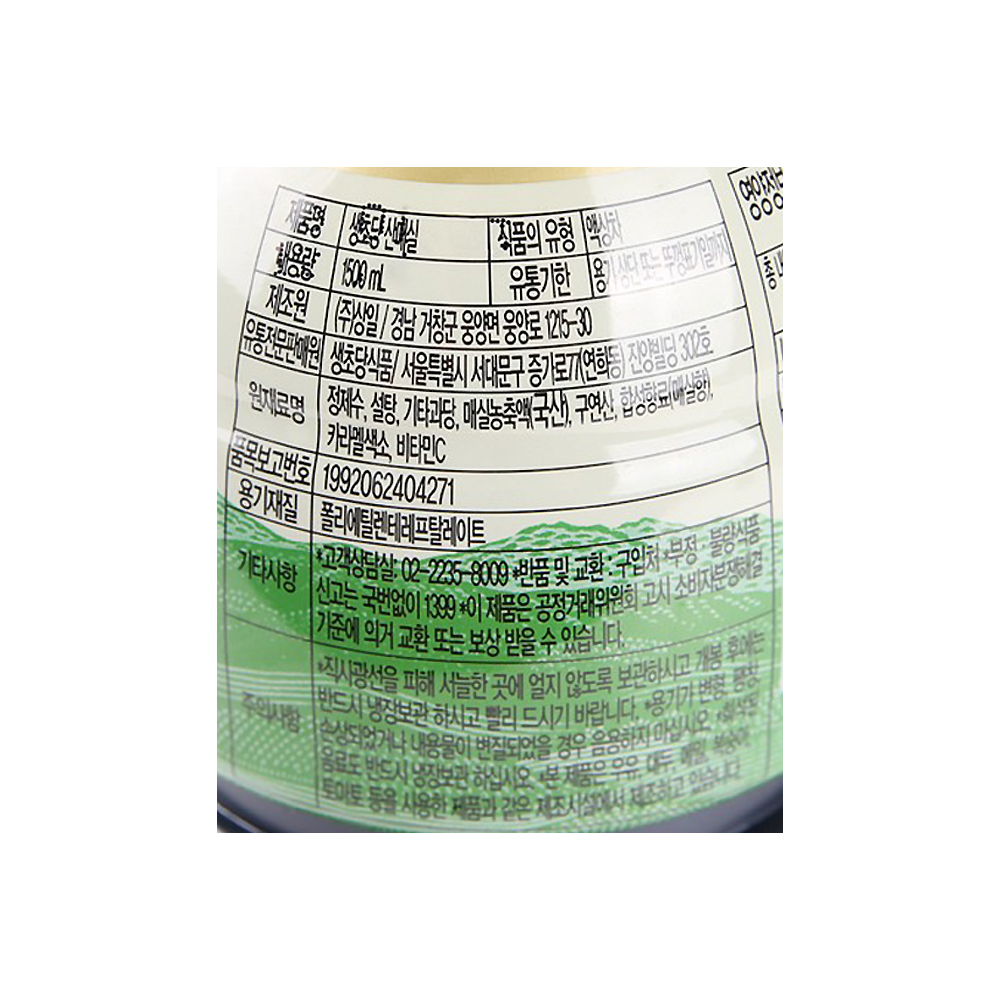 제품명 생초당 산매실 식품의 유형 액상차
내용량 1500 mL 유통기한 용기 상단 또는 뚜껑표기일까지
제조원 (주)상일 / 경남 거창군 웅양면 웅양로 1215-30
유통전문판매원 생초당식품/ 서울특별시 서대문구 증가로77(연희동) 진양빌딩 302호
원재료명 정제수, 설탕, 기타과당, 매실농축액(국산), 구연산, 합성향료(매실향),
카라멜색소, 비타민C
품목보고번호 1992062404271
용기재질 폴리에틸렌테레프탈레이트
기타사항 *고객상담실: 02-2235-8009 *반품 및 교환 : 구입처 *부정 · 불량식품
신고는 국번없이 1399 *이 제품은 공정거래위원회 고시 소비자분쟁해결
기준에 의거 교환 또는 보상 받을 수 있습니다.
주의사항 *직사광선을 피해 서늘한 곳에 얼지 않도록 보관하시고 개봉 후에는
반드시 냉장보관 하시고 빨리 드시기 바랍니다. *용기가 변형, 팽창,
손상되었거나 내용물이 변질되었을 경우 음용하지 마십시오. *희석한
음료도 반드시 냉장보관 하십시오. *본 제품은 우유, 대두, 메밀, 복숭아,
토마토 등을 사용한 제품과 같은 제조시설에서 제조하고 있습니다.
영양정보
총 내